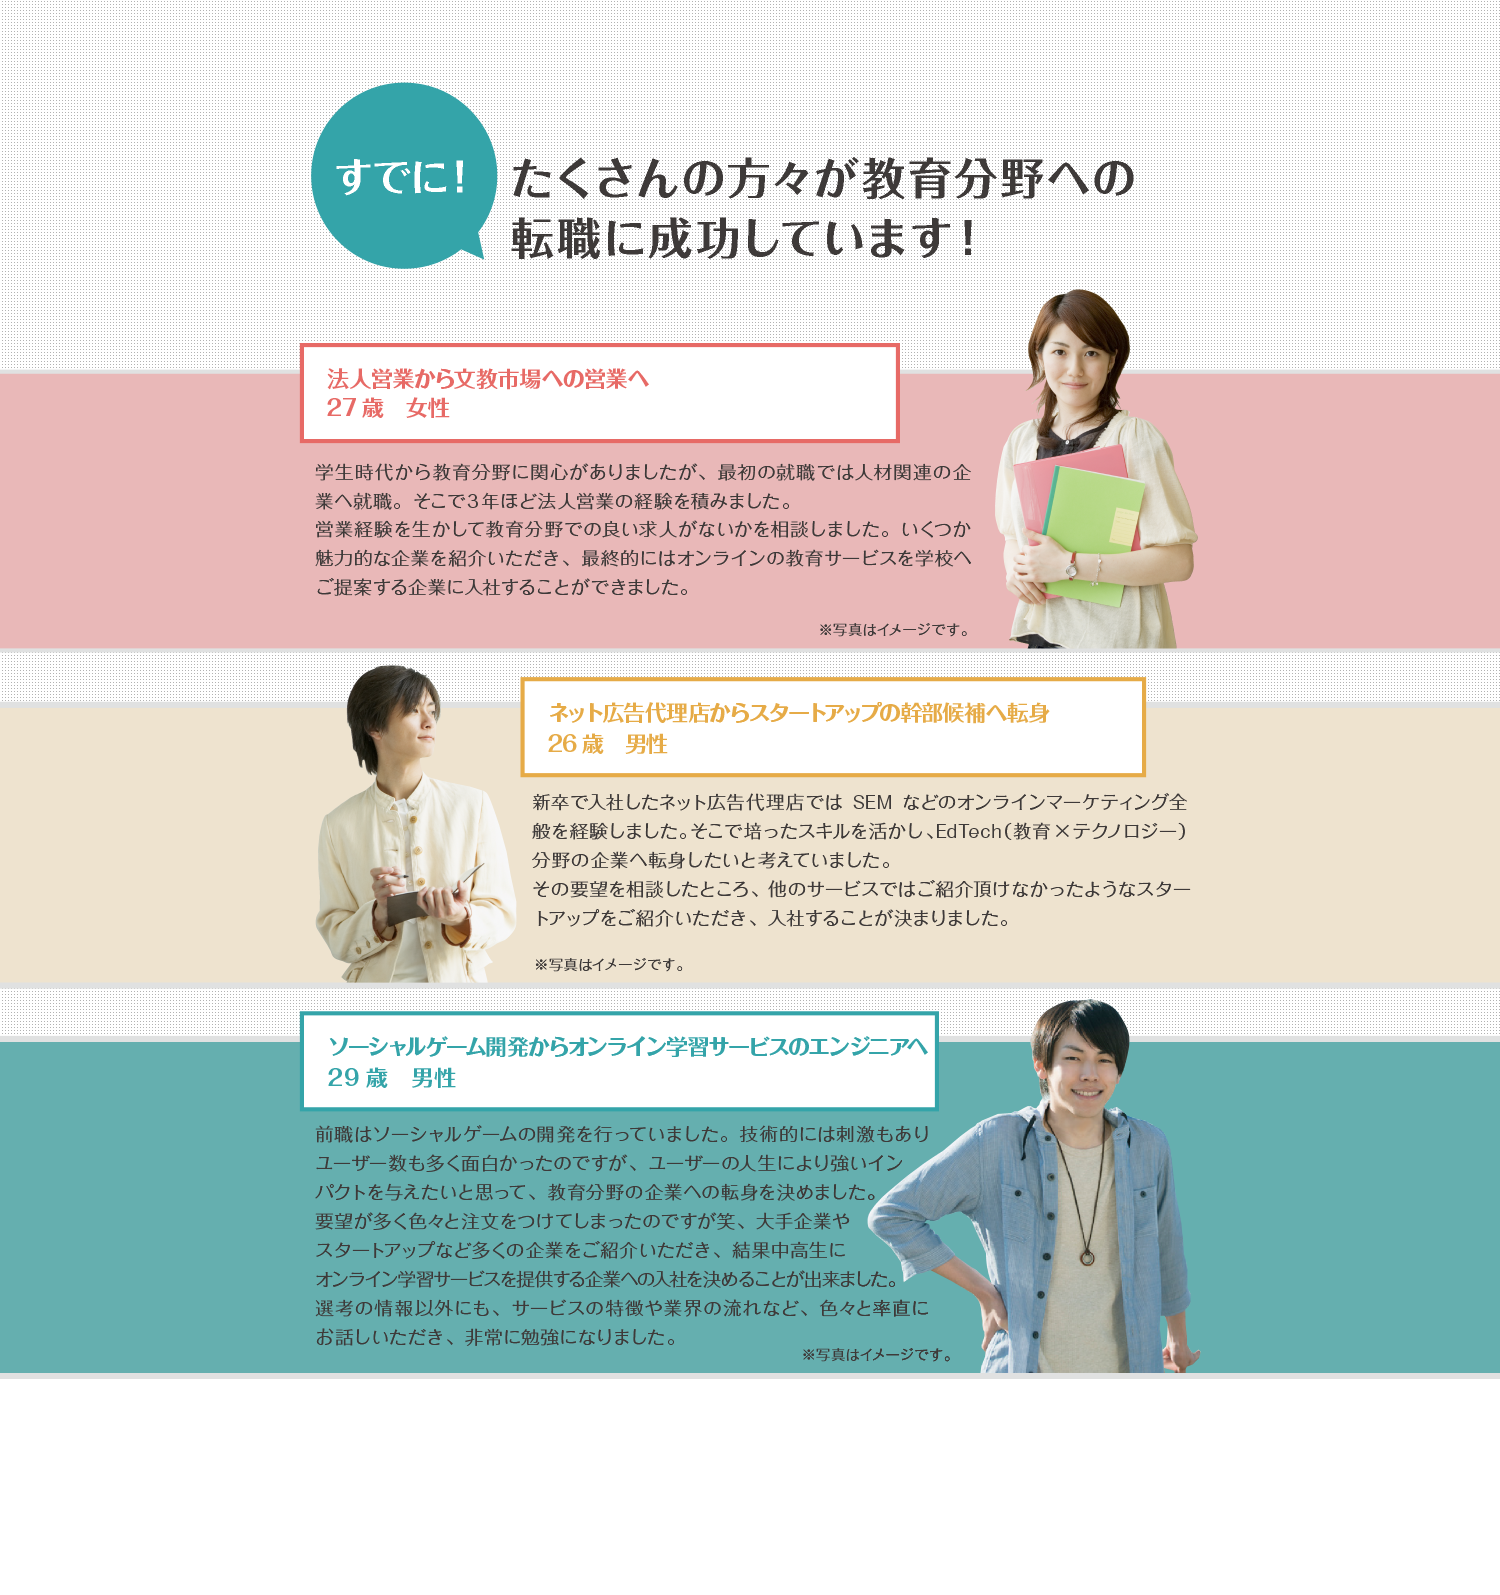 すでに！
たくさんの方々が教育分野への
転職に成功しています！
法人営業から文教市場への営業へ
27歳　女性
学生時代から教育分野に関心がありましたが、最初の就職では人材関連の企
業へ就職。そこで3年ほど法人営業の経験を積みました。
営業経験を生かして教育分野での良い求人がないかを相談しました。いくつか
魅力的な企業を紹介いただき、最終的にはオンラインの教育サービスを学校へ
ご提案する企業に入社することができました。
※写真はイメージです。
ネット広告代理店からスタートアップの幹部候補へ転身
26歳　男性
新卒で入社したネット広告代理店では SEM などのオンラインマーケティング全
般を経験しました。そこで培ったスキルを活かし、EdTech（教育×テクノロジー）
分野の企業へ転身したいと考えていました。
その要望を相談したところ、他のサービスではご紹介頂けなかったようなスター
トアップをご紹介いただき、入社することが決まりました。
※写真はイメージです。
ソーシャルゲーム開発からオンライン学習サービスのエンジニアへ
29歳　男性
前職はソーシャルゲームの開発を行っていました。技術的には刺激もあり
ユーザー数も多く面白かったのですが、ユーザーの人生により強いイン
パクトを与えたいと思って、教育分野の企業への転身を決めました。
要望が多く色々と注文をつけてしまったのですが笑、大手企業や
スタートアップなど多くの企業をご紹介いただき、結果中高生に
オンライン学習サービスを提供する企業への入社を決めることが出来ました。
選考の情報以外にも、サービスの特徴や業界の流れなど、色々と率直に
お話しいただき、非常に勉強になりました。
※写真はイメージです。